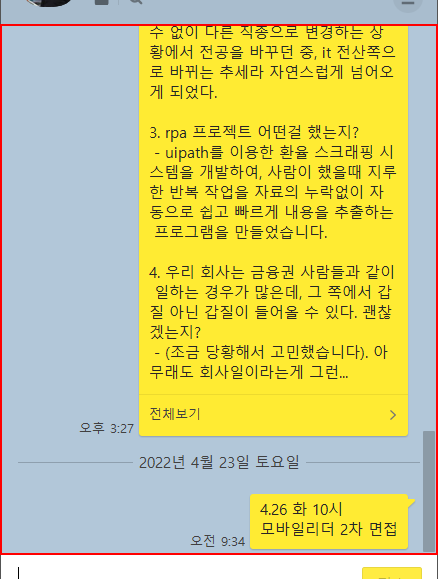 수 없이 다른 직종으로 변경하는 상
황에서 전공을 바꾸던 중, it 전산쪽으
로 바뀌는 추세라 자연스럽게 넘어오
게 되었다.
3. rpa 프로젝트 어떤걸 했는지?
- uipath를 이용한 환율 스크래핑 시
스템을 개발하여, 사람이 했을때 지루
한 반복 작업을 자료의 누락없이 자
동으로 쉽고 빠르게 내용을 추출하는
프로그램을 만들었습니다.
4. 우리 회사는 금융권 사람들과 같이
일하는 경우가 많은데, 그 쪽에서 갑
질 아닌 갑질이 들어올 수 있다. 괜찮
겠는지?
- (조금 당황해서 고민했습니다). 아
무래도 회사일이라는게 그런...
전체보기
오후 3:27
2022년 4월 23일 토요일
4.26 화 10시
모바일리더 2차 면접
오전 9:34